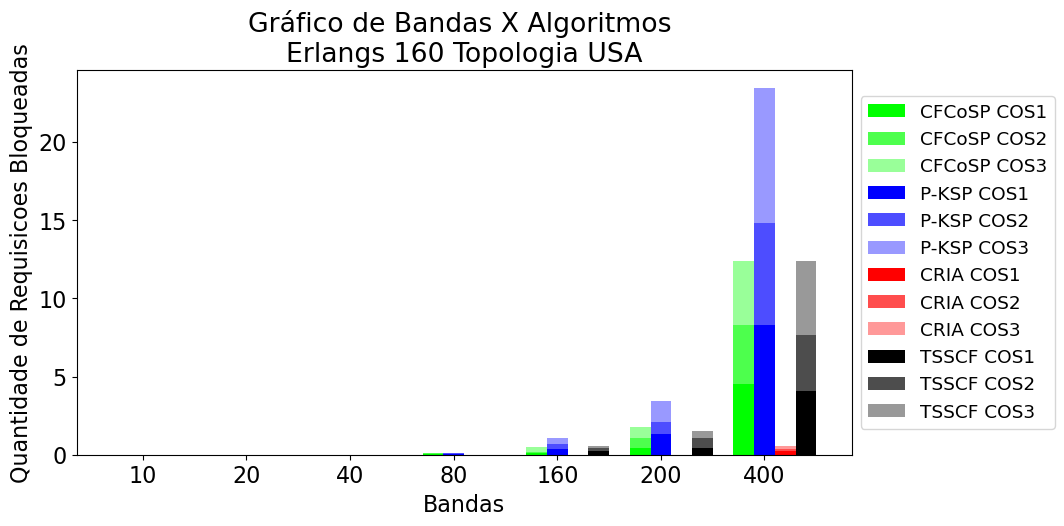 Gráfico de Bandas X Algoritmos
Erlangs 160 Topologia USA
Quantidade de Requisicoes Bloqueadas
20
15
10
5
0
10 20 40 80 160 200 400
Bandas
CFCoSP COS1
CFCoSP COS2
CFCoSP COS3
P-KSP COS1
P-KSP COS2
P-KSP COS3
CRIA COS1
CRIA COS2
CRIA COS3
TSSCF COS1
TSSCF COS2
TSSCF COS3